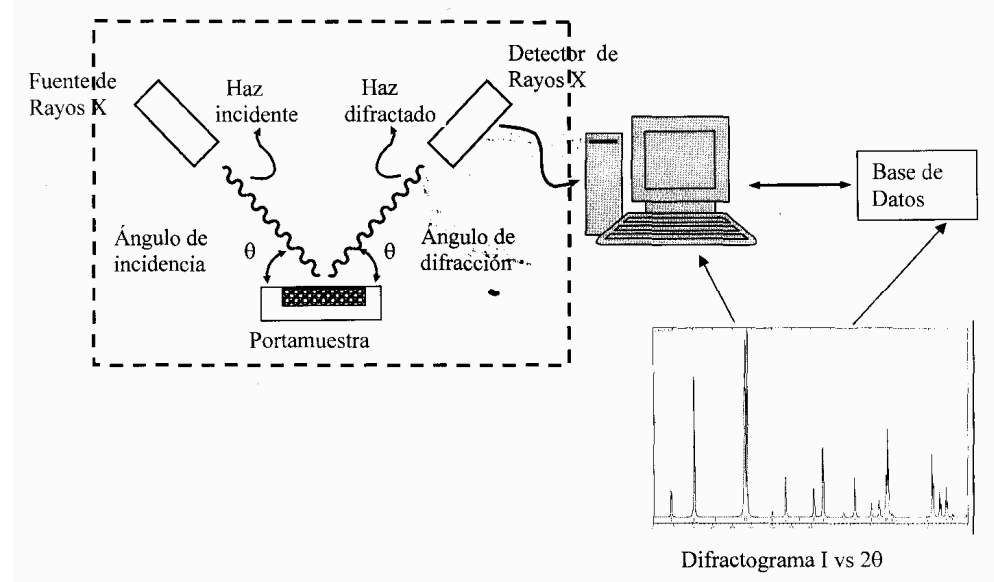 Fuente de
Rayos X
Haz
incidente
Haz
difractado
Detector de
Rayos X
Ángulo de
incidencia
θ
θ
Ángulo de
difracción
Portamuestra
Base de
Datos
Difractograma I vs 2θ